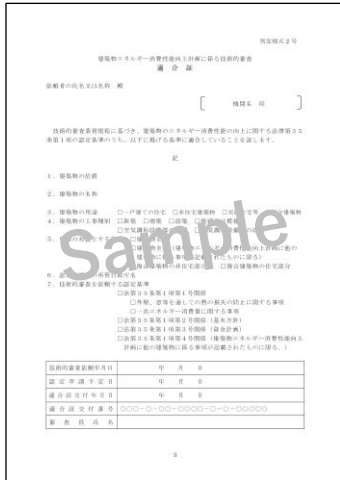 別記様式2号
建築物エネルギー消費性能向上計画に係る技術的審査
適 合 証
依頼者の氏名又は名称 殿
機関名 印
技術的審査業務規程に基づき、建築物のエネルギー消費性能の向上に関する法律第35
条第1項の認定基準のうち、以下に掲げる基準に適合していることを証します。
記
1．建築物の位置
2．建築物の名称
3．建築物の用途 □一戸建ての住宅 □非住宅建築物
4．建築物の工事種別 □新築 □増築 □改築
Sample
7．技術的審査を依頼する認定基準
□法第35条第1項第1号関係
□外壁、窓等を通しての熱の損失の防止に関する事項
□一次エネルギー消費量に関する事項
□法第35条第1項第2号関係（基本方針）
□法第35条第1項第3号関係（資金計画）
□法第35条第1項第4号関係（建築物エネルギー消費性能向上
計画に他の建築物に係る事項が記載されたものに限る。）
技術的審査依頼年月日 年 月 日
認定申請予定日 年 月 日
適合証交付年月日 年 月 日
適合証交付番号 ○○○-○-○○-○○○○-○-○-○○○○○
審査員氏名
3